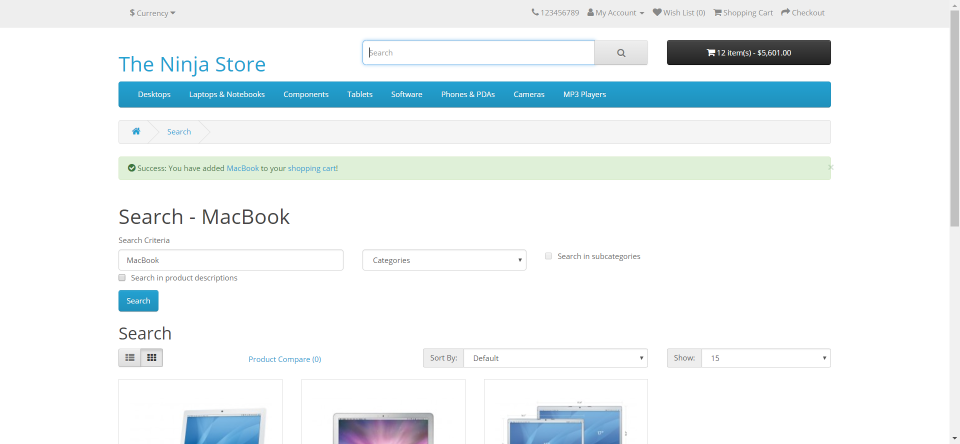 $ Currency
123456789 My Account Wish List (0) Shopping Cart Checkout
The Ninja Store
Search
12 item(s) - $5,601.00
Desktops Laptops & Notebooks Components Tablets Software Phones & PDAs Cameras MP3 Players
Search
Success: You have added MacBook to your shopping cart!
×
Search - MacBook
Search Criteria
MacBook
Categories
Search in subcategories
Search in product descriptions
Search
Search
Product Compare (0)
Sort By: Default
Show: 15